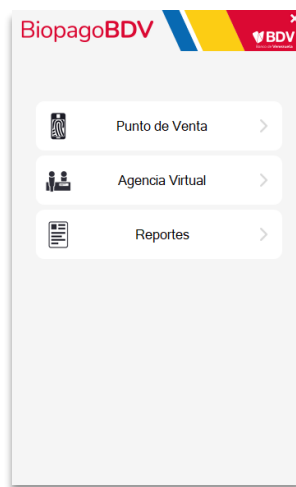 BiopagoBDV
BDV
Banco de Venezuela
Punto de Venta
Agencia Virtual
Reportes